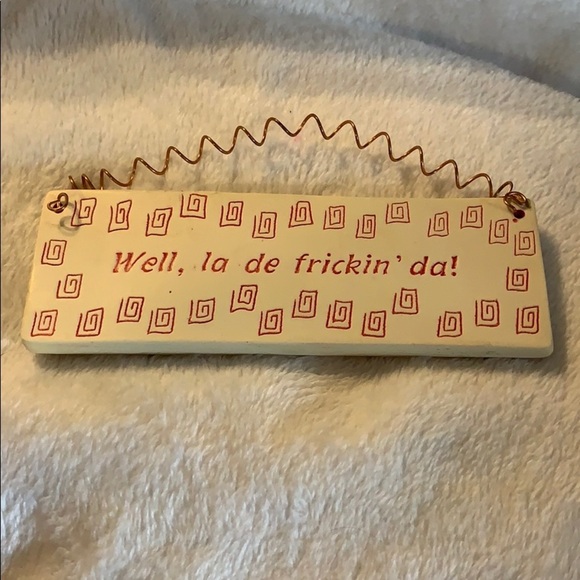 Well, la de frickin' da!